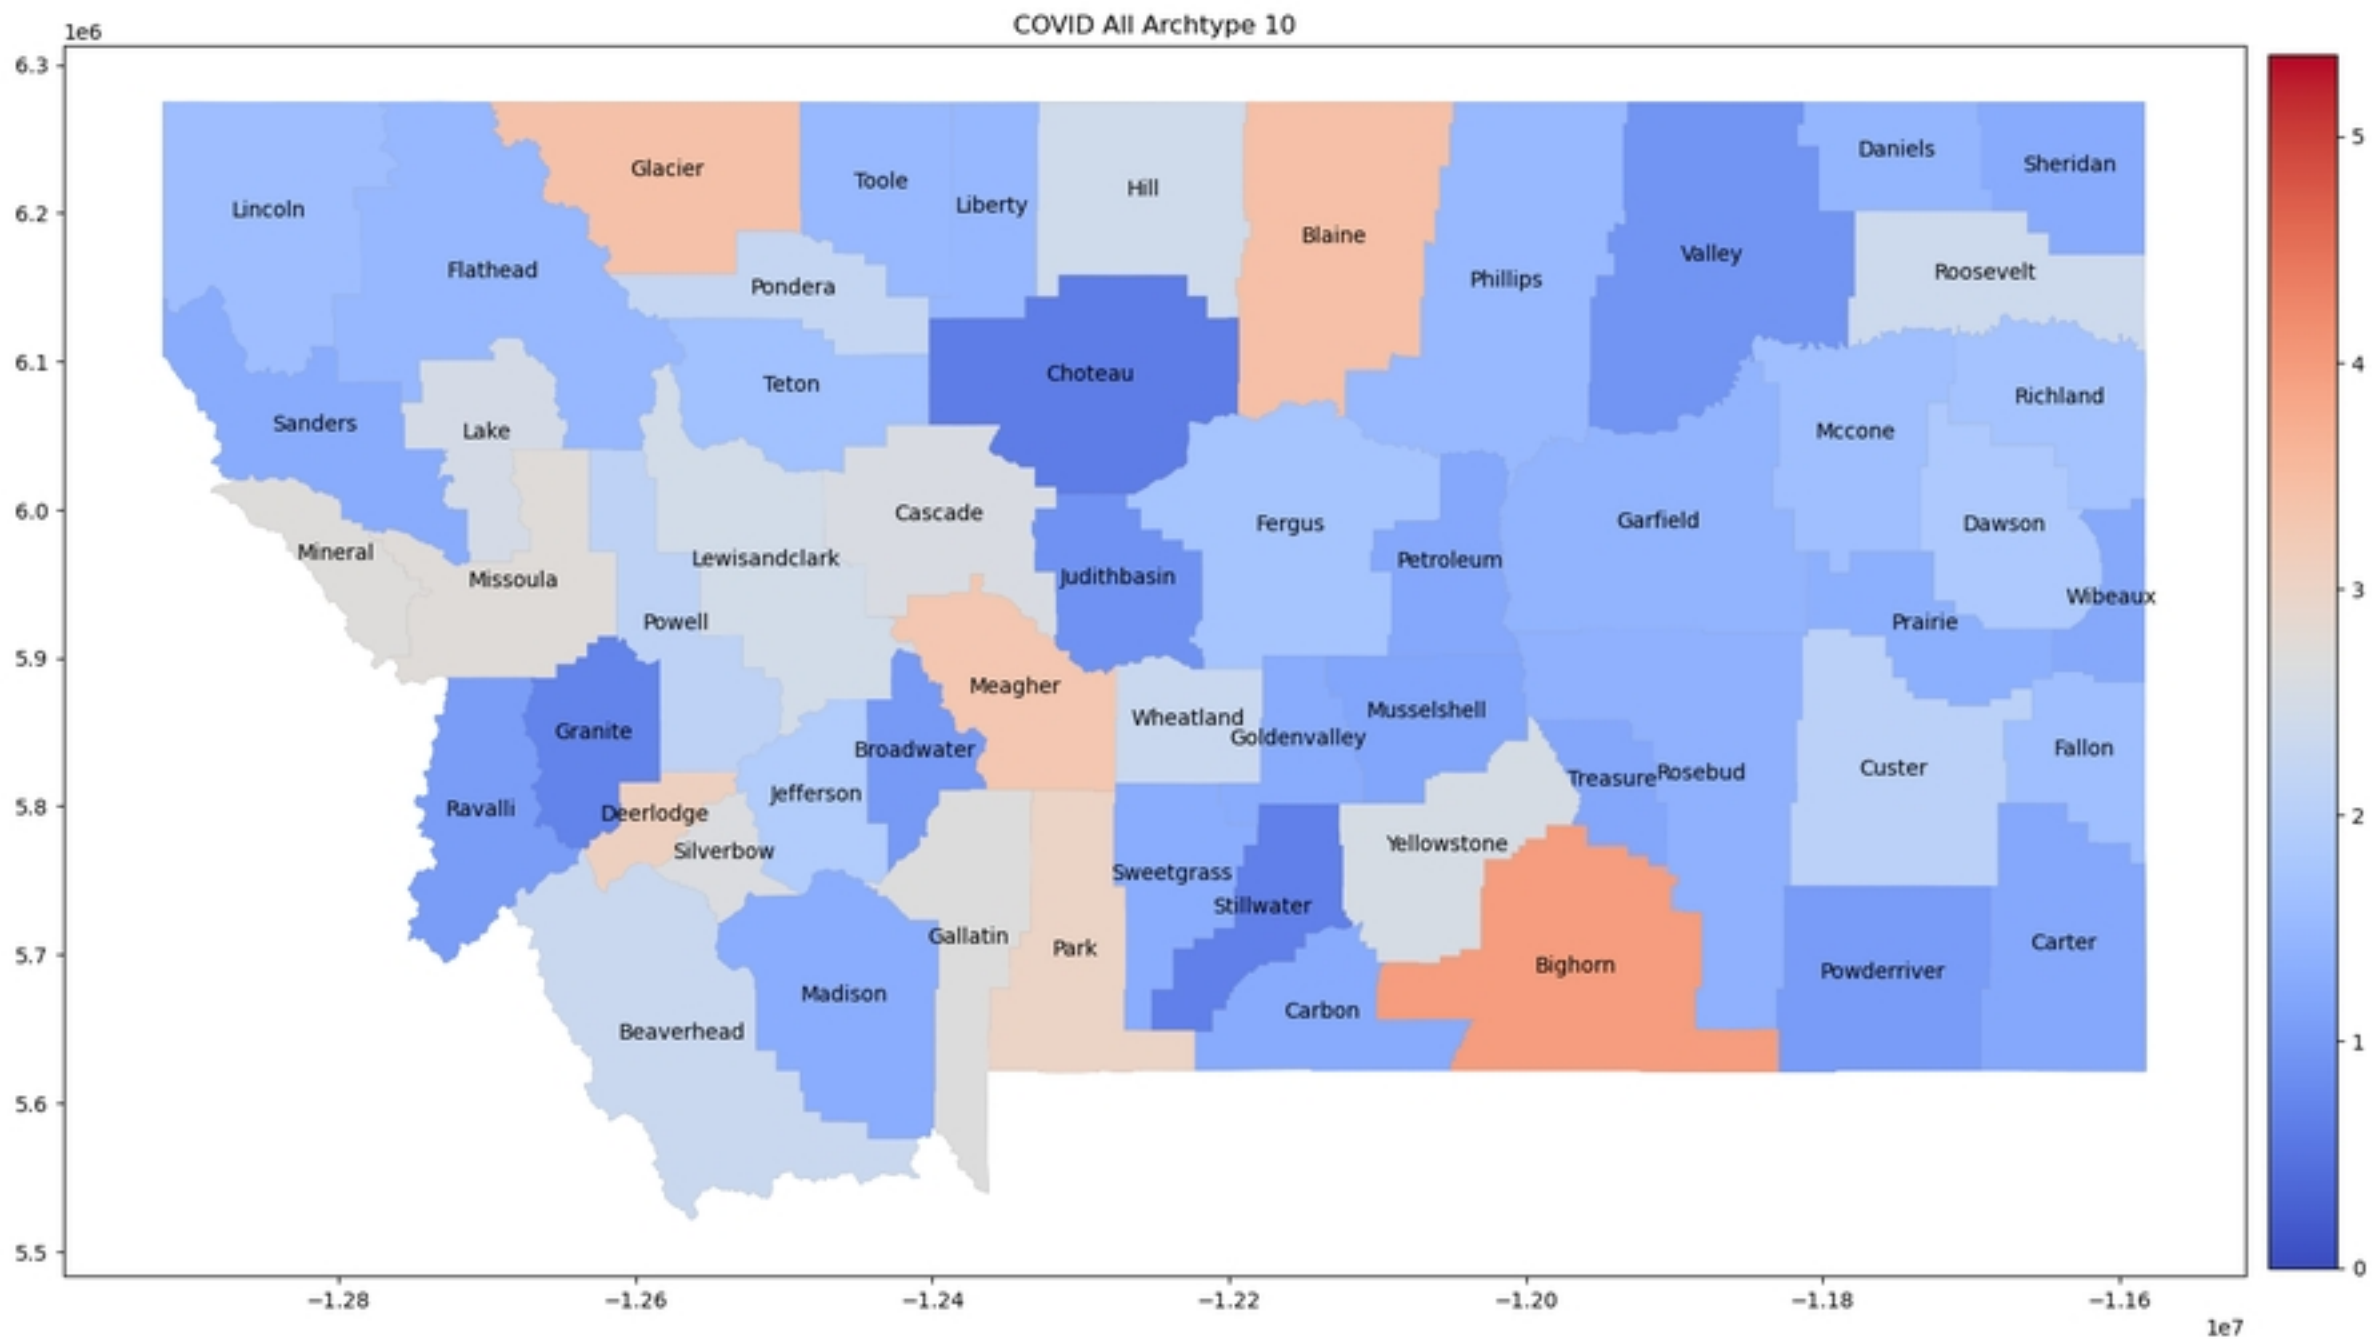 COVID All Archtype 10
1e6
6.3
6.2
6.1
6.0
5.9
5.8
5.7
5.6
5.5
Glacier
Daniels
Sheridan
Toole
Hill
Lincoln
Liberty
Blaine
Valley
Flathead
Roosevelt
Pondera
Phillips
Choteau
Teton
Richland
Sanders
Lake
Mccone
Cascade
Fergus
Garfield
Dawson
Mineral
Lewisandclark
Petroleum
Missoula
Judithbasin
Wibeaux
Powell
Prairie
Meagher
Musselshell
Wheatland
Granite
Goldenvalley
Broadwater
Fallon
Custer
Treasure
Rosebud
Jefferson
Ravalli
Deerlodge
Yellowstone
Silverbow
Sweetgrass
Stillwater
Gallatin
Carter
Park
Bighorn
Powderriver
Madison
Carbon
Beaverhead
5
4
3
2
1
0
−1.28
−1.26
−1.24
−1.22
−1.20
−1.18
−1.16
1e7